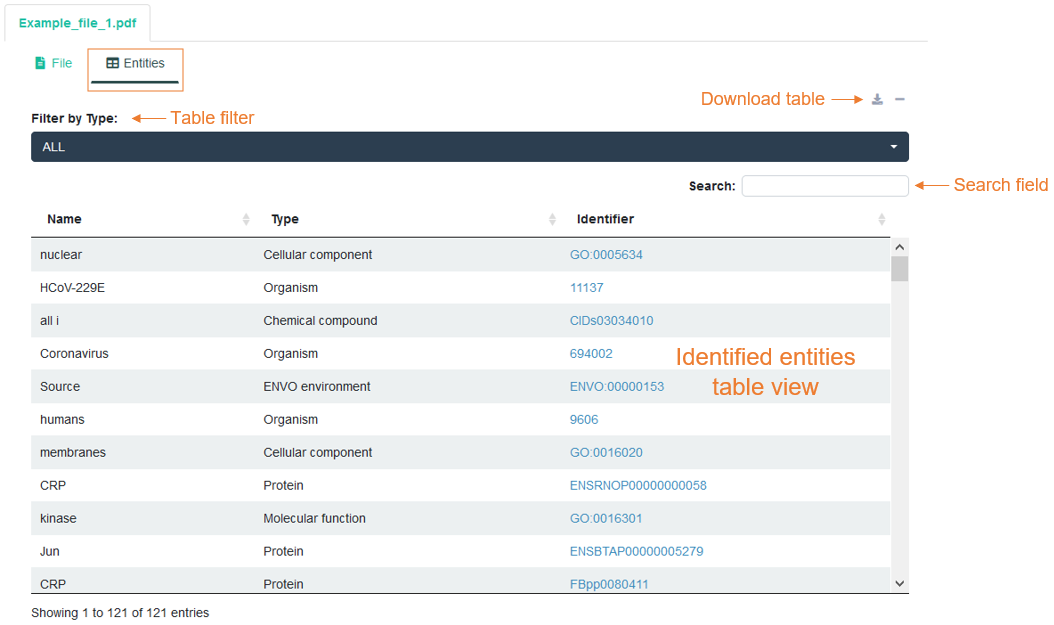 Example_file_1.pdf
File
Entities
Download table
Filter by Type:
Table filter
ALL
Search:
Search field
Name Type Identifier
nuclear Cellular component GO:0005634
HCoV-229E Organism 11137
all i Chemical compound CIDs03034010
Coronavirus Organism 694002
Source ENVO environment ENVO:00000153
humans Organism 9606
membranes Cellular component GO:0016020
CRP Protein ENSRNOP00000000058
kinase Molecular function GO:0016301
Jun Protein ENSBTAP00000005279
CRP Protein FBpp0080411
Identified entities
table view
Showing 1 to 121 of 121 entries